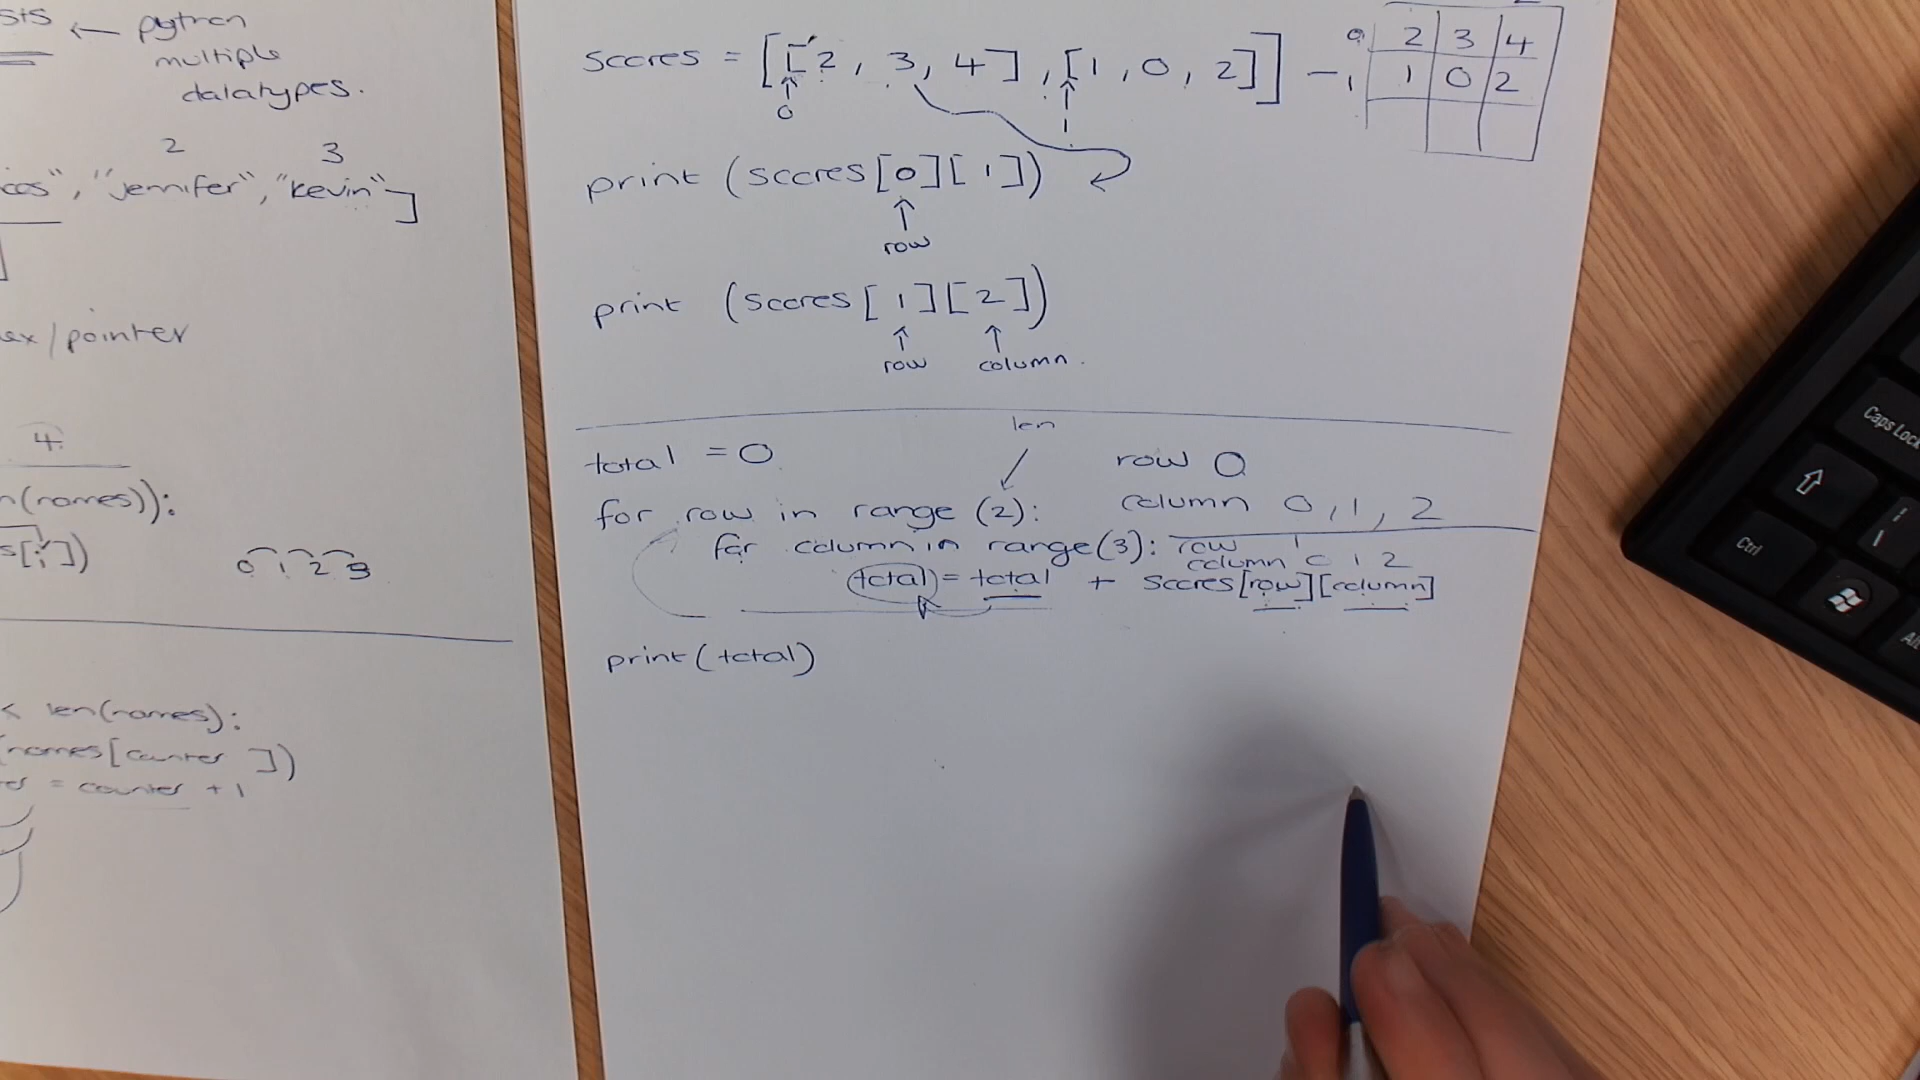 ← python
multiple
datatypes.
2 3
"jennifer", "kevin"]
/pointer
4.
(names)):
0 1 2 3
< len(names):
names[counter ])
= counter + 1
scores = [[2, 3, 4], [1, 0, 2]] -
0 1
0 2 3 4
1 1 0 2
print (scores[0][1])
row
print (scores[1][2])
row column.
len
total = 0
row 0
for row in range (2):
column 0, 1, 2
for column in range(3):
row 1
column 0 1 2
total = total + scores[row][column]
print(total)
Caps Lock
Ctrl